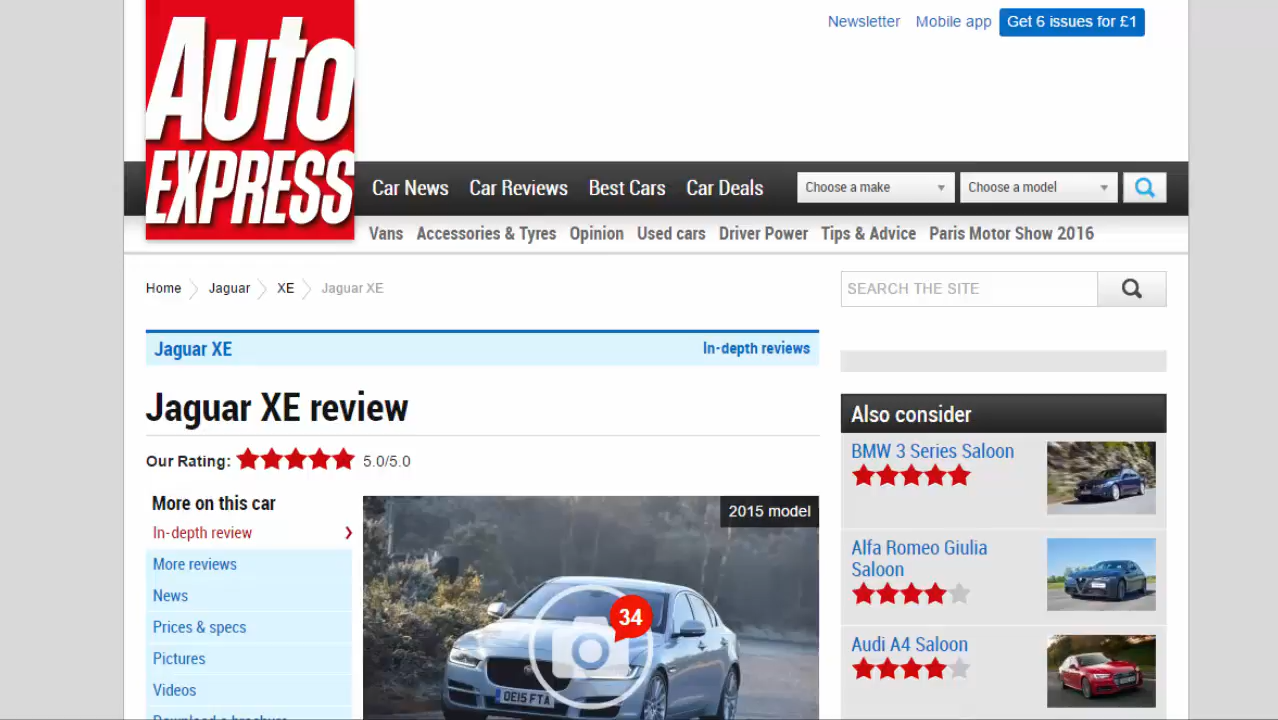 Newsletter Mobile app Get 6 issues for £1
Auto
EXPRESS
Car News Car Reviews Best Cars Car Deals Choose a make Choose a model
Vans Accessories & Tyres Opinion Used cars Driver Power Tips & Advice Paris Motor Show 2016
Home Jaguar XE Jaguar XE
SEARCH THE SITE
Jaguar XE In-depth reviews
Jaguar XE review
Our Rating: 5.0/5.0
More on this car
In-depth review
More reviews
News
Prices & specs
Pictures
Videos
Download a brochure
2015 model
34
OE15 FTA
Also consider
BMW 3 Series Saloon
Alfa Romeo Giulia
Saloon
Audi A4 Saloon